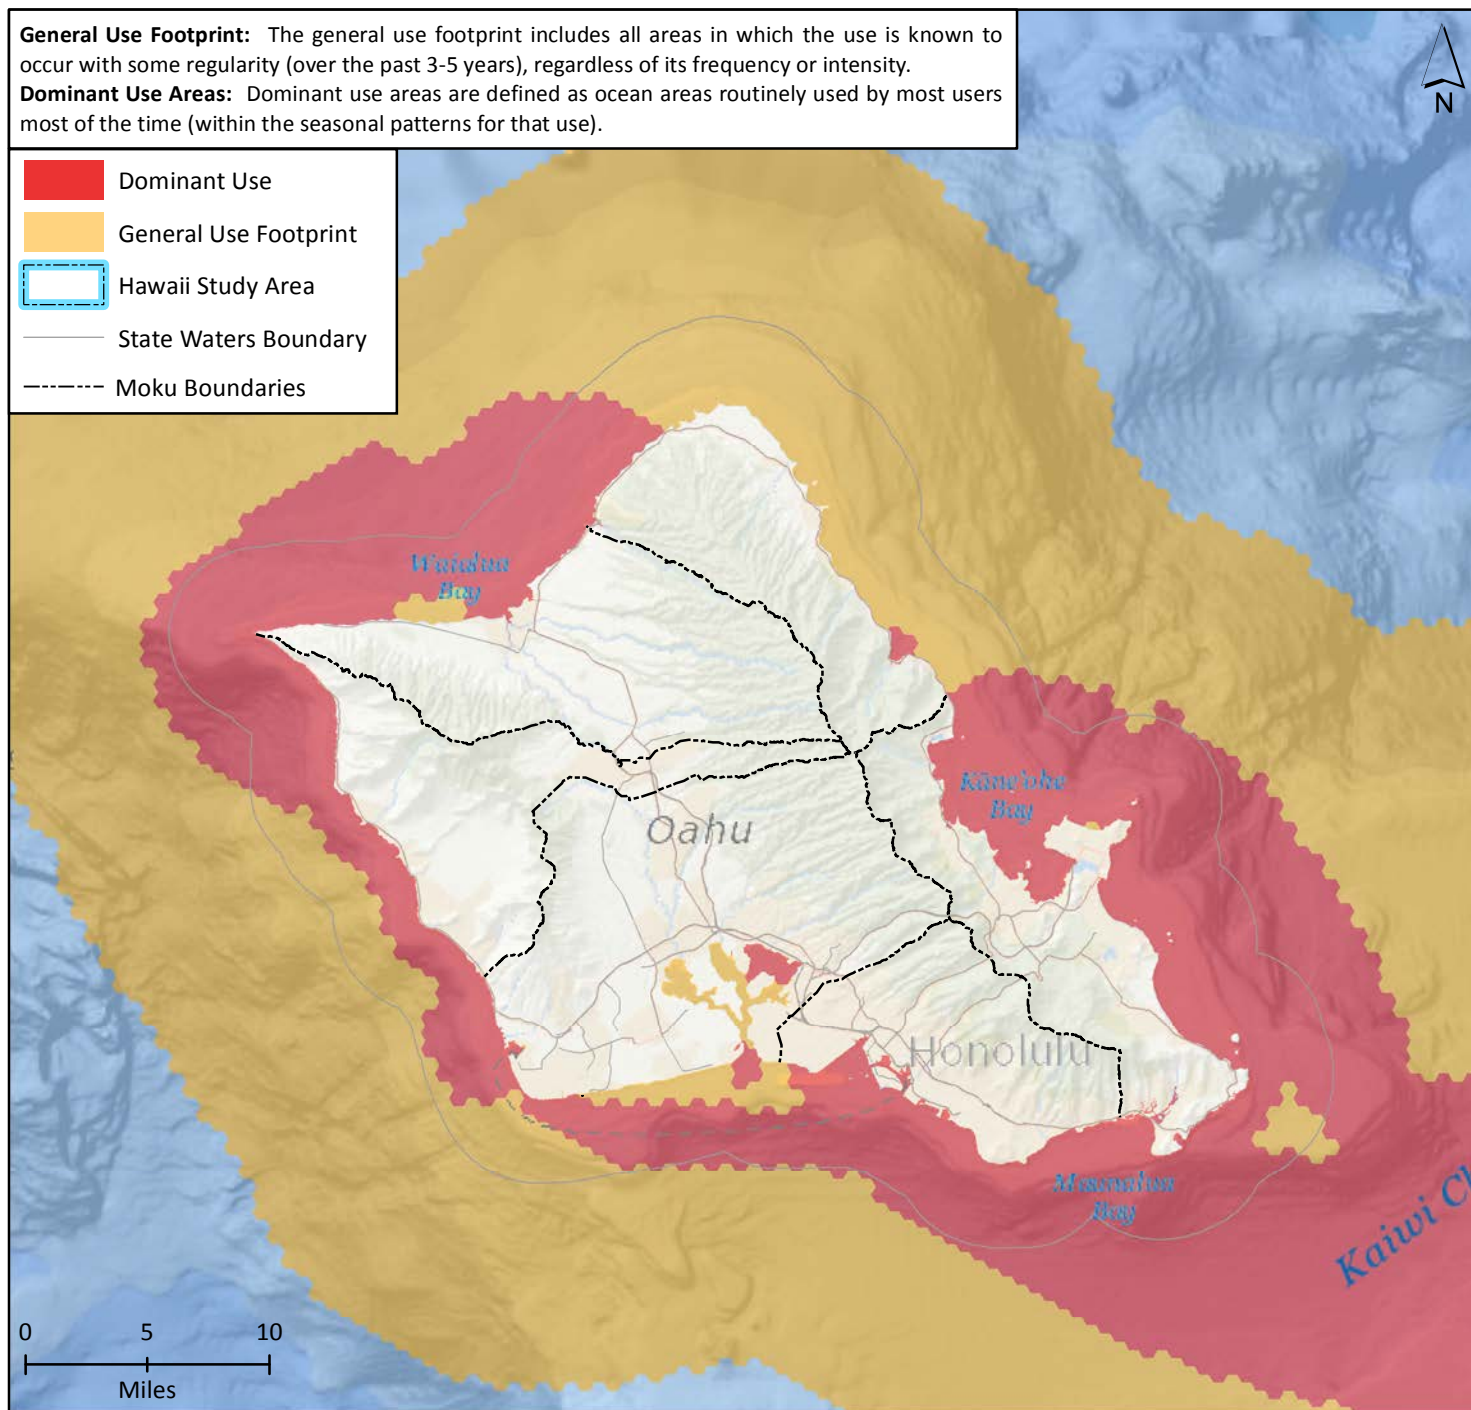 General Use Footprint: The general use footprint includes all areas in which the use is known to
occur with some regularity (over the past 3-5 years), regardless of its frequency or intensity.
Dominant Use Areas: Dominant use areas are defined as ocean areas routinely used by most users
most of the time (within the seasonal patterns for that use).
N
Dominant Use
General Use Footprint
Hawaii Study Area
State Waters Boundary
Moku Boundaries
Waialua
Bay
Kāne'ohe
Bay
Oahu
Honolulu
Maunalua
Bay
Kaiwi Ch
0 5 10
Miles